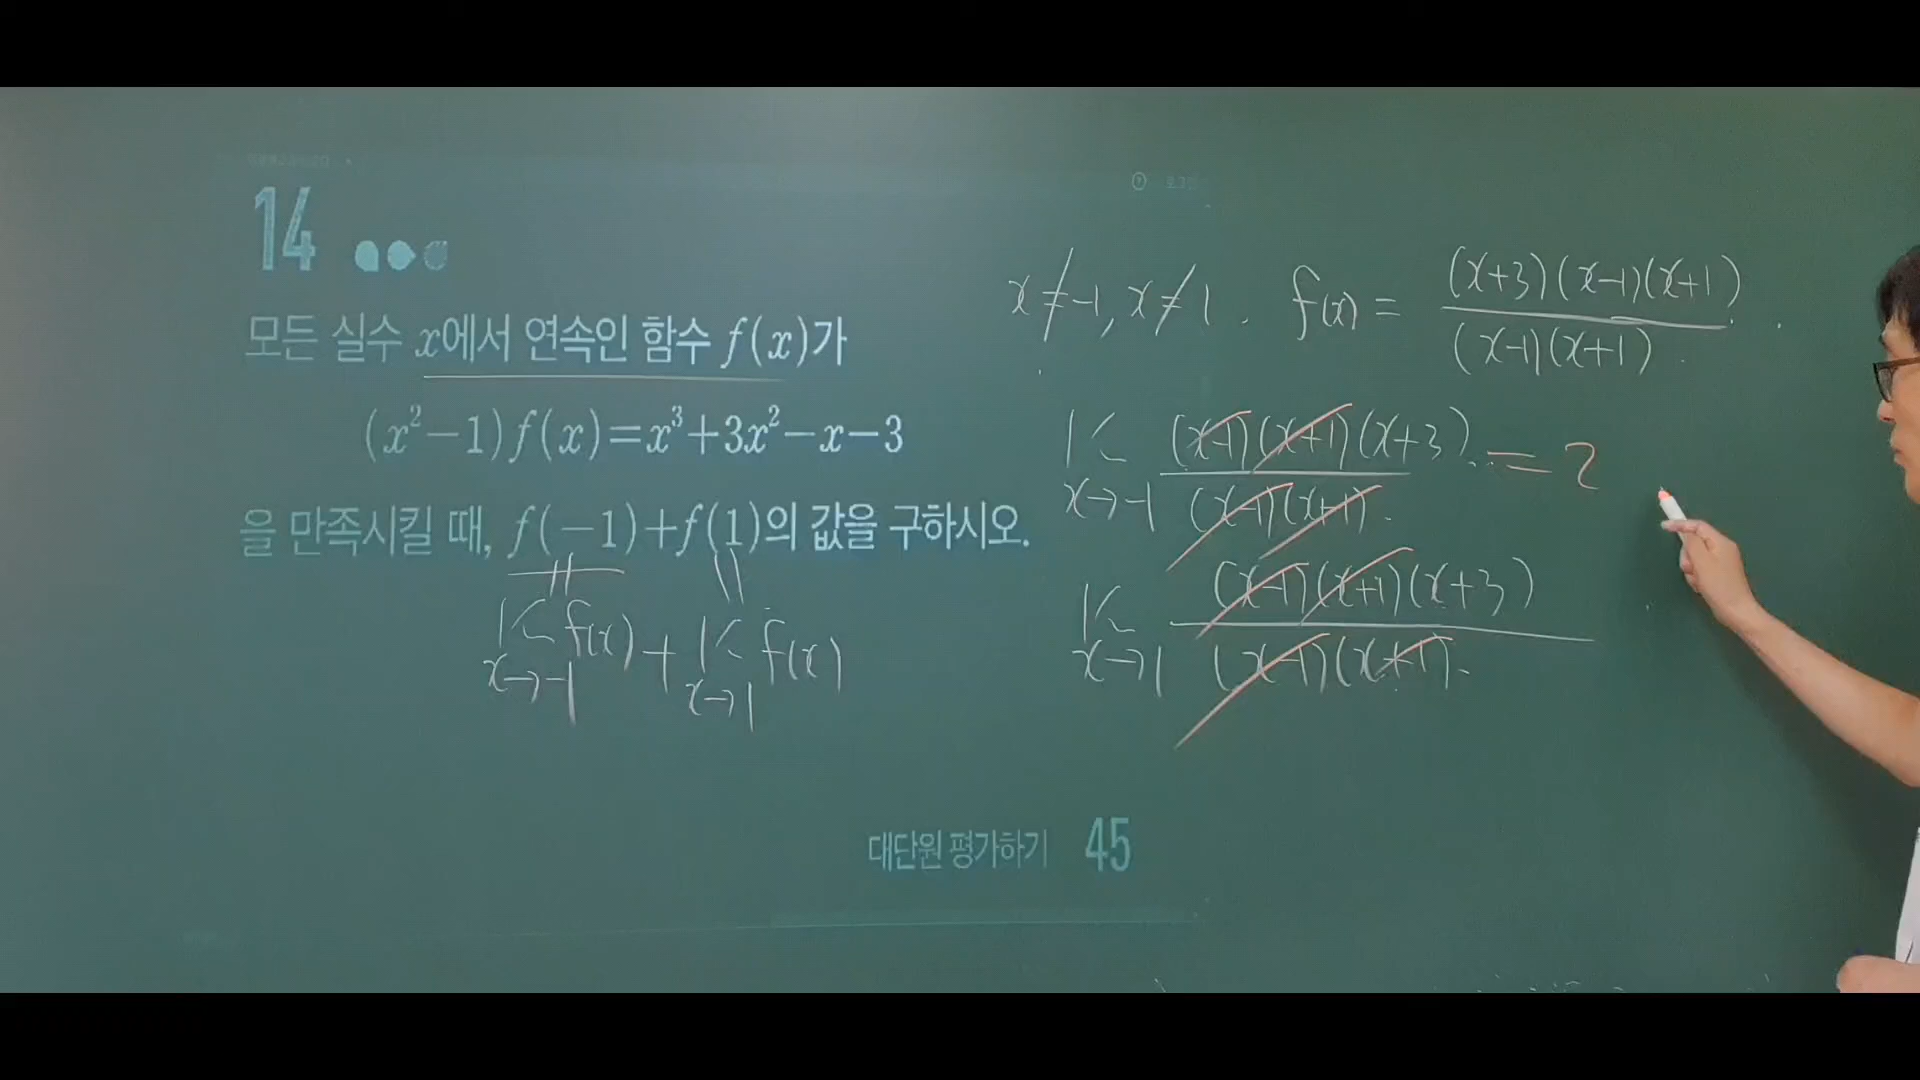 14
모든 실수 x에서 연속인 함수 f(x)가
(x²−1)f(x)=x³+3x²−x−3
을 만족시킬 때, f(−1)+f(1)의 값을 구하시오.
lim x→-1 f(x) + lim x→1 f(x)
대단원 평가하기 45
x≠-1, x≠1. f(x) = (x+3)(x-1)(x+1) / (x-1)(x+1)
lim x→-1 (x-1)(x+1)(x+3) / (x-1)(x+1) = 2
lim x→1 (x-1)(x+1)(x+3) / (x-1)(x+1)